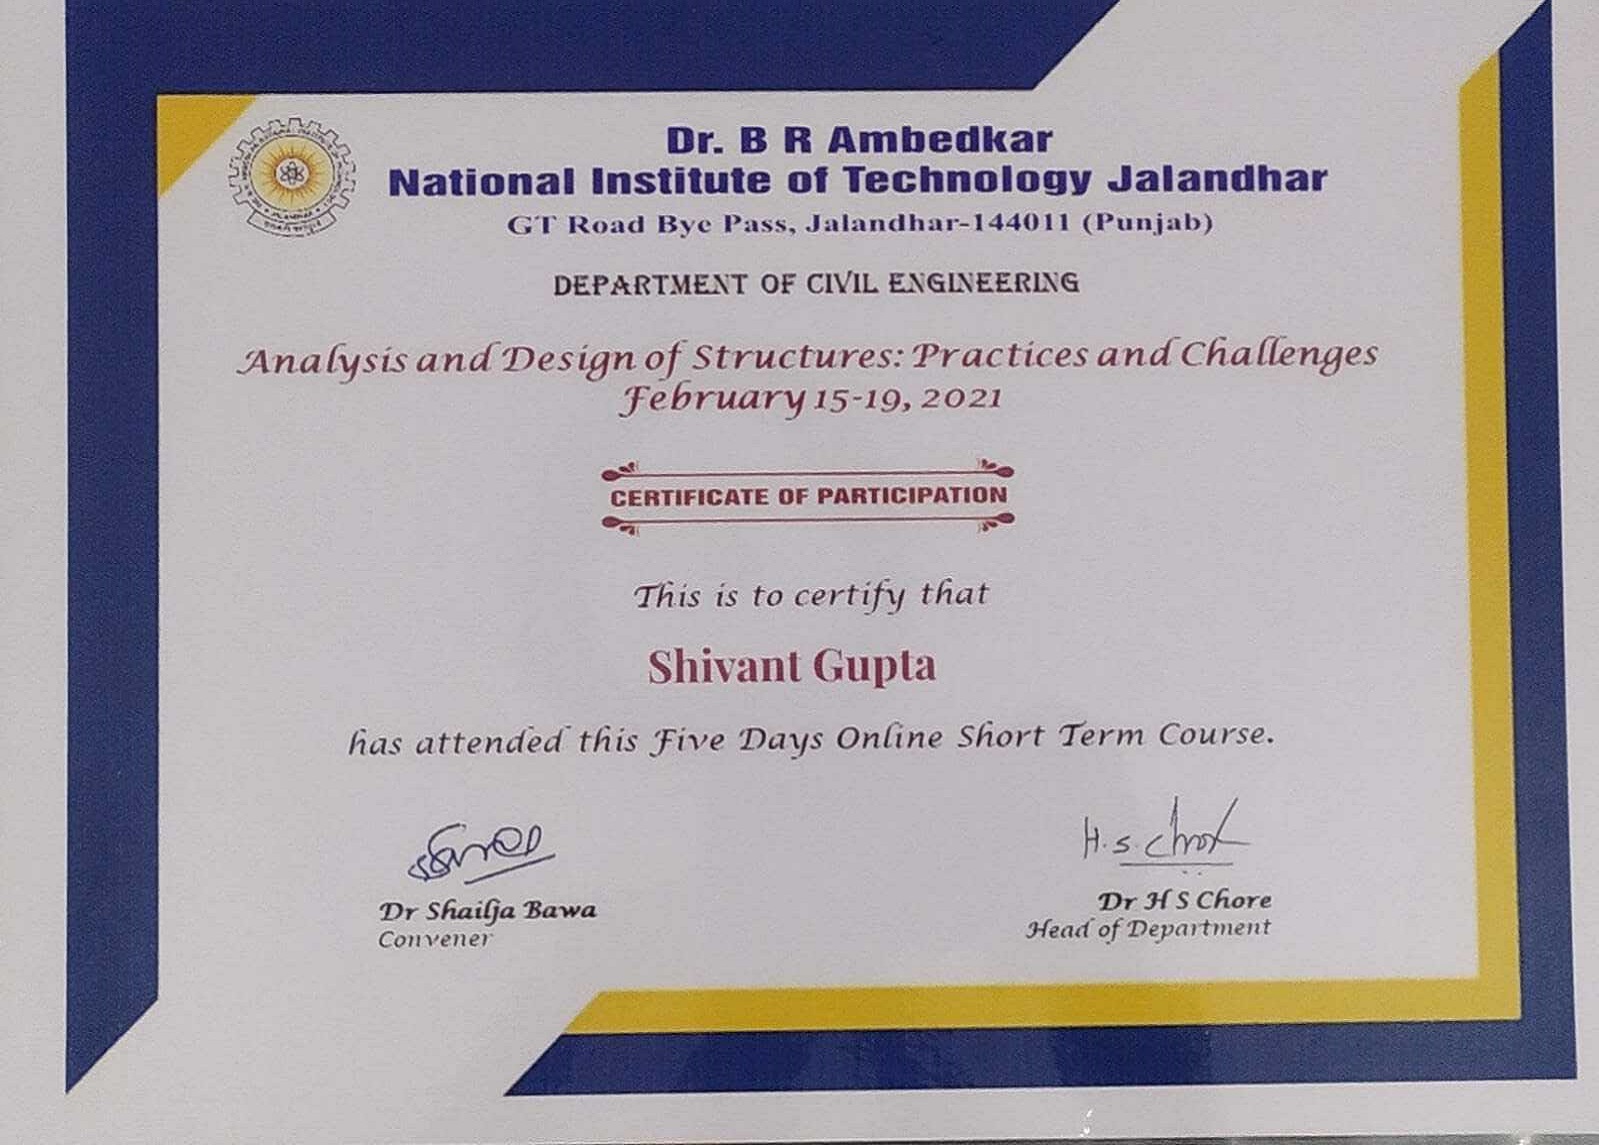 Dr. B R Ambedkar
National Institute of Technology Jalandhar
GT Road Bye Pass, Jalandhar-144011 (Punjab)
DEPARTMENT OF CIVIL ENGINEERING
Analysis and Design of Structures: Practices and Challenges
February 15-19, 2021
CERTIFICATE OF PARTICIPATION
This is to certify that
Shivant Gupta
has attended this Five Days Online Short Term Course.
H.S. Chore
Dr Shailja Bawa
Convener
Dr H S Chore
Head of Department